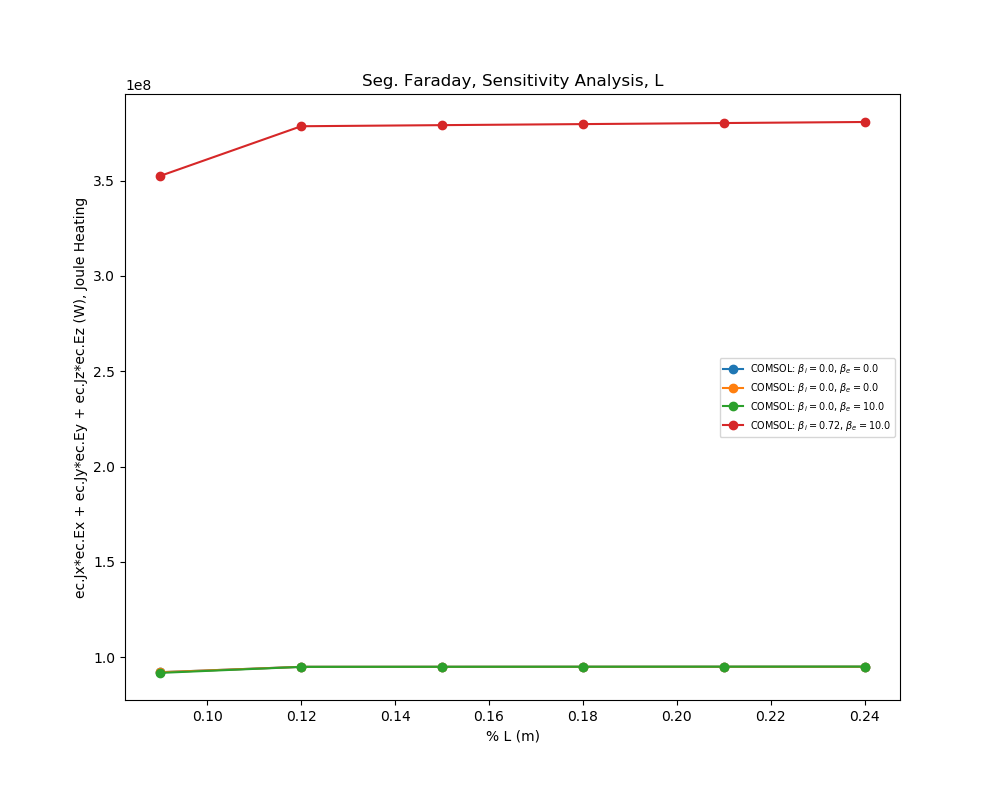 Seg. Faraday, Sensitivity Analysis, L
1e8
ec.Jx*ec.Ex + ec.Jy*ec.Ey + ec.Jz*ec.Ez (W), Joule Heating
3.5
3.0
2.5
2.0
1.5
1.0
COMSOL: βᵢ = 0.0, βₑ = 0.0
COMSOL: βᵢ = 0.0, βₑ = 0.0
COMSOL: βᵢ = 0.0, βₑ = 10.0
COMSOL: βᵢ = 0.72, βₑ = 10.0
0.10 0.12 0.14 0.16 0.18 0.20 0.22 0.24
% L (m)